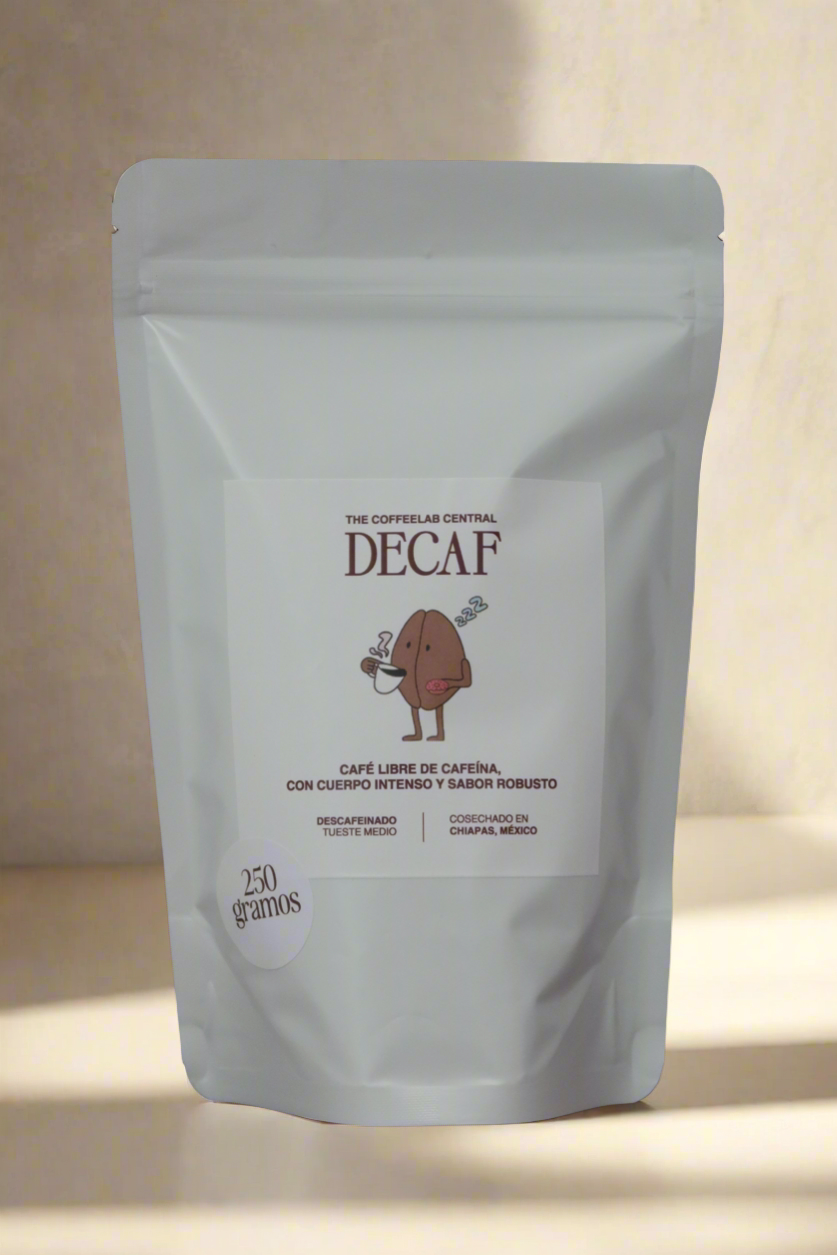 THE COFFEELAB CENTRAL
DECAF
zzz
CAFÉ LIBRE DE CAFEÍNA,
CON CUERPO INTENSO Y SABOR ROBUSTO
DESCAFEINADO
TUESTE MEDIO
COSECHADO EN
CHIAPAS, MÉXICO
250
gramos